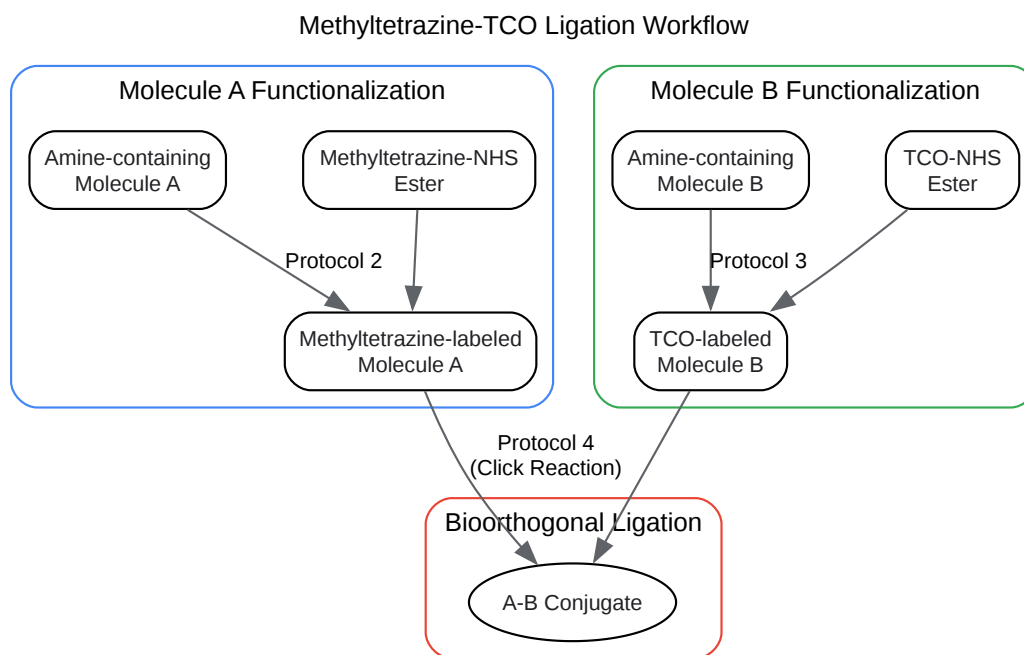 Methyltetrazine-TCO Ligation Workflow
Molecule A Functionalization
Amine-containing
Molecule A
Methyltetrazine-NHS
Ester
Protocol 2
Methyltetrazine-labeled
Molecule A
Molecule B Functionalization
Amine-containing
Molecule B
TCO-NHS
Ester
Protocol 3
TCO-labeled
Molecule B
Protocol 4
(Click Reaction)
Bioorthogonal Ligation
A-B Conjugate